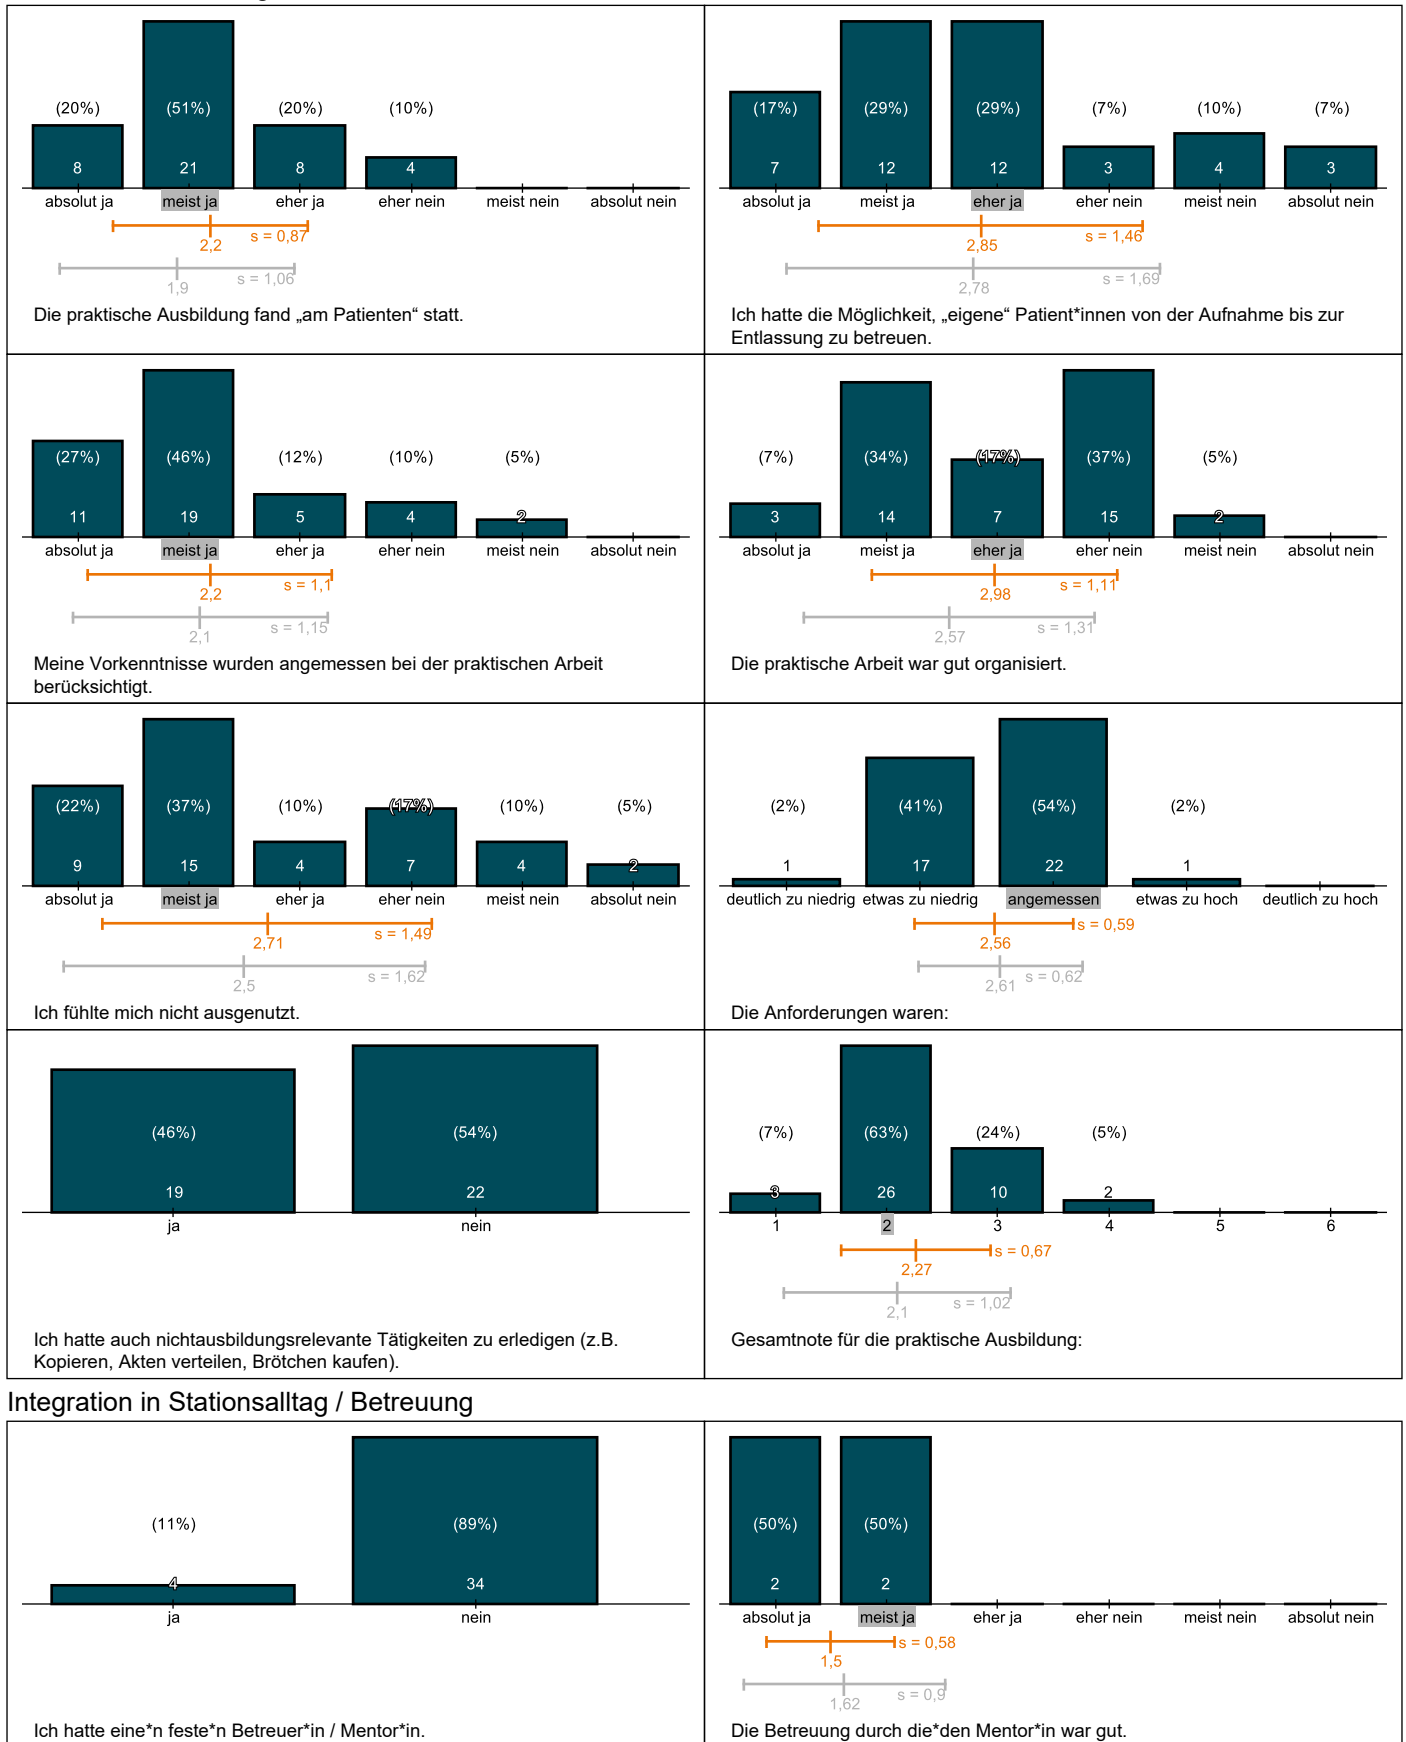 (20%) (51%) (20%) (10%)
8 21 8 4
absolut ja meist ja eher ja eher nein meist nein absolut nein
s = 0,87
2,2
s = 1,06
1,9
Die praktische Ausbildung fand „am Patienten“ statt.
(17%) (29%) (29%) (7%) (10%) (7%)
7 12 12 3 4 3
absolut ja meist ja eher ja eher nein meist nein absolut nein
s = 1,46
2,85
s = 1,69
2,78
Ich hatte die Möglichkeit, „eigene“ Patient*innen von der Aufnahme bis zur
Entlassung zu betreuen.
(27%) (46%) (12%) (10%) (5%)
11 19 5 4 2
absolut ja meist ja eher ja eher nein meist nein absolut nein
s = 1,1
2,2
s = 1,15
2,1
Meine Vorkenntnisse wurden angemessen bei der praktischen Arbeit
berücksichtigt.
(7%) (34%) (17%) (37%) (5%)
3 14 7 15 2
absolut ja meist ja eher ja eher nein meist nein absolut nein
s = 1,11
2,98
s = 1,31
2,57
Die praktische Arbeit war gut organisiert.
(22%) (37%) (10%) (17%) (10%) (5%)
9 15 4 7 4 2
absolut ja meist ja eher ja eher nein meist nein absolut nein
s = 1,49
2,71
s = 1,62
2,5
Ich fühlte mich nicht ausgenutzt.
(2%) (41%) (54%) (2%)
1 17 22 1
deutlich zu niedrig etwas zu niedrig angemessen etwas zu hoch deutlich zu hoch
s = 0,59
2,56
s = 0,62
2,61
Die Anforderungen waren:
(46%) (54%)
19 22
ja nein
Ich hatte auch nichtausbildungsrelevante Tätigkeiten zu erledigen (z.B.
Kopieren, Akten verteilen, Brötchen kaufen).
(7%) (63%) (24%) (5%)
3 26 10 2
1 2 3 4 5 6
s = 0,67
2,27
s = 1,02
2,1
Gesamtnote für die praktische Ausbildung:
Integration in Stationsalltag / Betreuung
(11%) (89%)
4 34
ja nein
Ich hatte eine*n feste*n Betreuer*in / Mentor*in.
(50%) (50%)
2 2
absolut ja meist ja eher ja eher nein meist nein absolut nein
s = 0,58
1,5
s = 0,9
1,62
Die Betreuung durch die*den Mentor*in war gut.